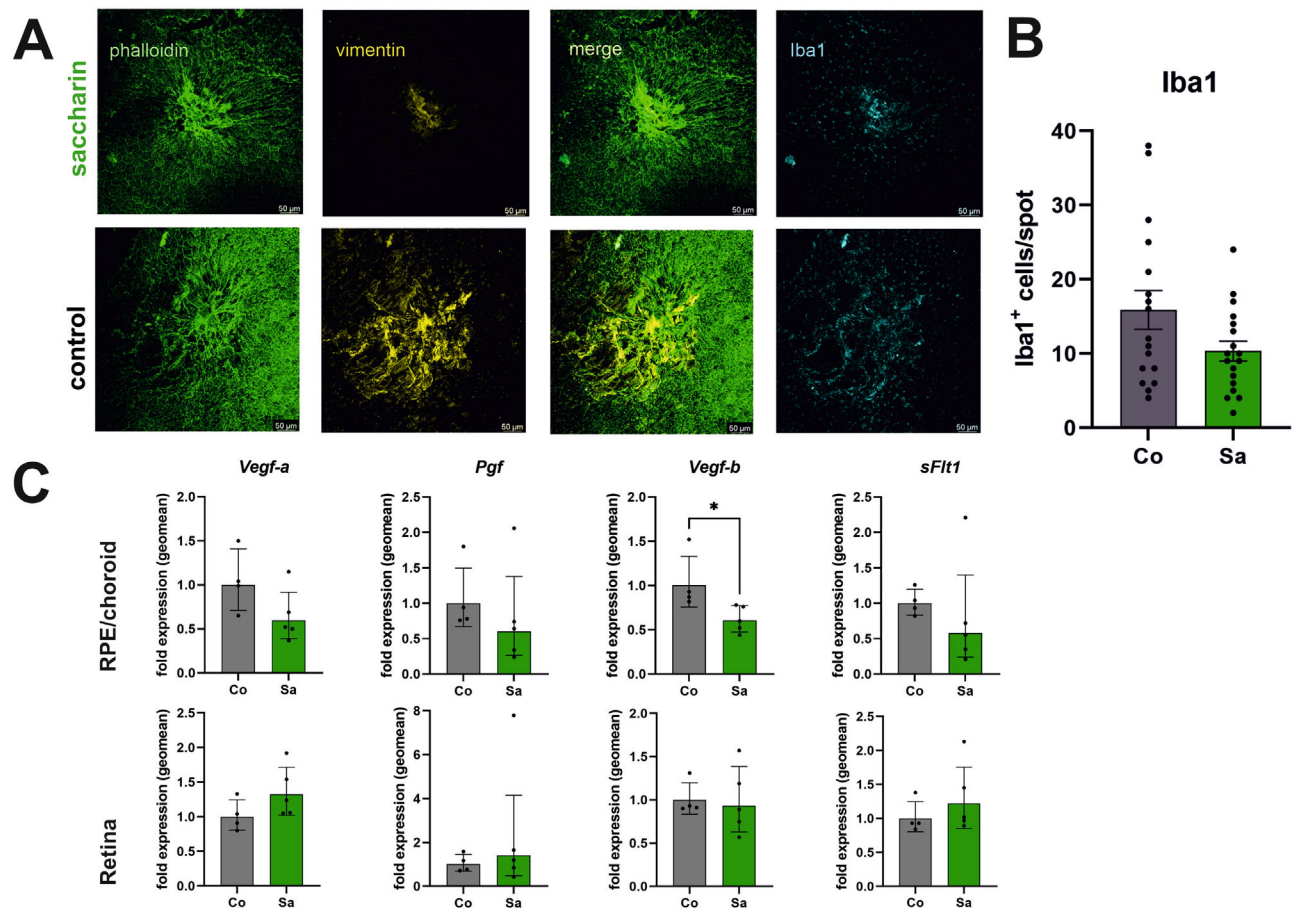 A
saccharin
phalloidin
vimentin
merge
Iba1
50 µm
50 µm
50 µm
50 µm
control
50 µm
50 µm
50 µm
50 µm
B
Iba1
Iba1+ cells/spot
40
30
20
10
0
Co Sa
C
RPE/choroid
Vegf-a
fold expression (geomean)
2.0
1.5
1.0
0.5
0.0
Co Sa
Pgf
fold expression (geomean)
2.5
2.0
1.5
1.0
0.5
0.0
Co Sa
Vegf-b
fold expression (geomean)
2.0
1.5
1.0
0.5
0.0
*
Co Sa
sFlt1
fold expression (geomean)
2.5
2.0
1.5
1.0
0.5
0.0
Co Sa
Retina
fold expression (geomean)
2.5
2.0
1.5
1.0
0.5
0.0
Co Sa
fold expression (geomean)
8
6
4
2
0
Co Sa
fold expression (geomean)
2.0
1.5
1.0
0.5
0.0
Co Sa
fold expression (geomean)
2.5
2.0
1.5
1.0
0.5
0.0
Co Sa